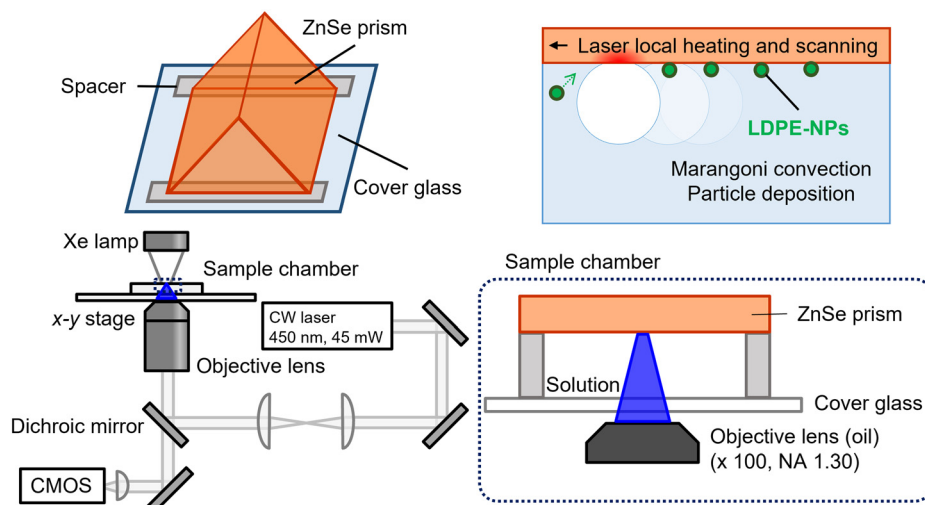 ZnSe prism
Spacer
Cover glass
Laser local heating and scanning
LDPE-NPs
Marangoni convection
Particle deposition
Xe lamp
Sample chamber
x-y stage
CW laser
450 nm, 45 mW
Objective lens
Dichroic mirror
CMOS
Sample chamber
ZnSe prism
Solution
Cover glass
Objective lens (oil)
(x 100, NA 1.30)